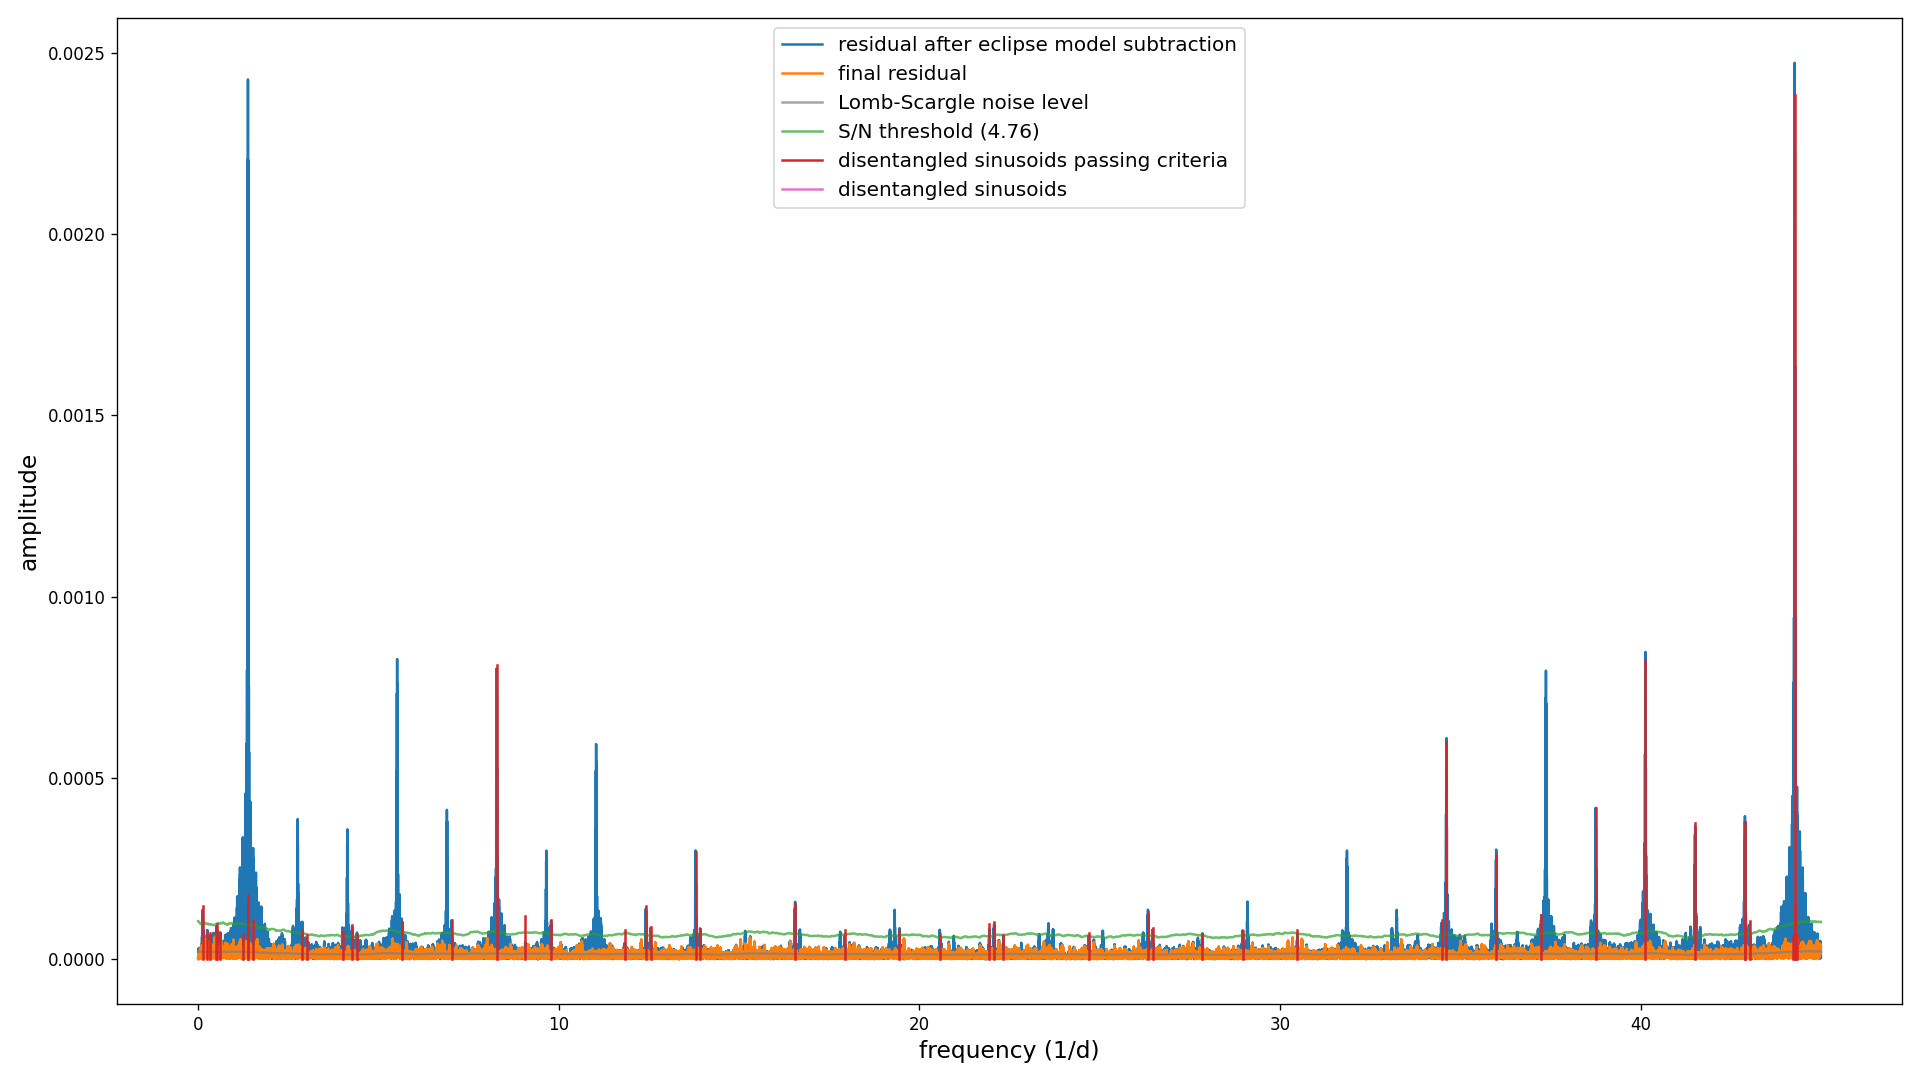 0.0025
0.0020
0.0015
0.0010
0.0005
0.0000
amplitude
residual after eclipse model subtraction
final residual
Lomb-Scargle noise level
S/N threshold (4.76)
disentangled sinusoids passing criteria
disentangled sinusoids
0 10 20 30 40
frequency (1/d)